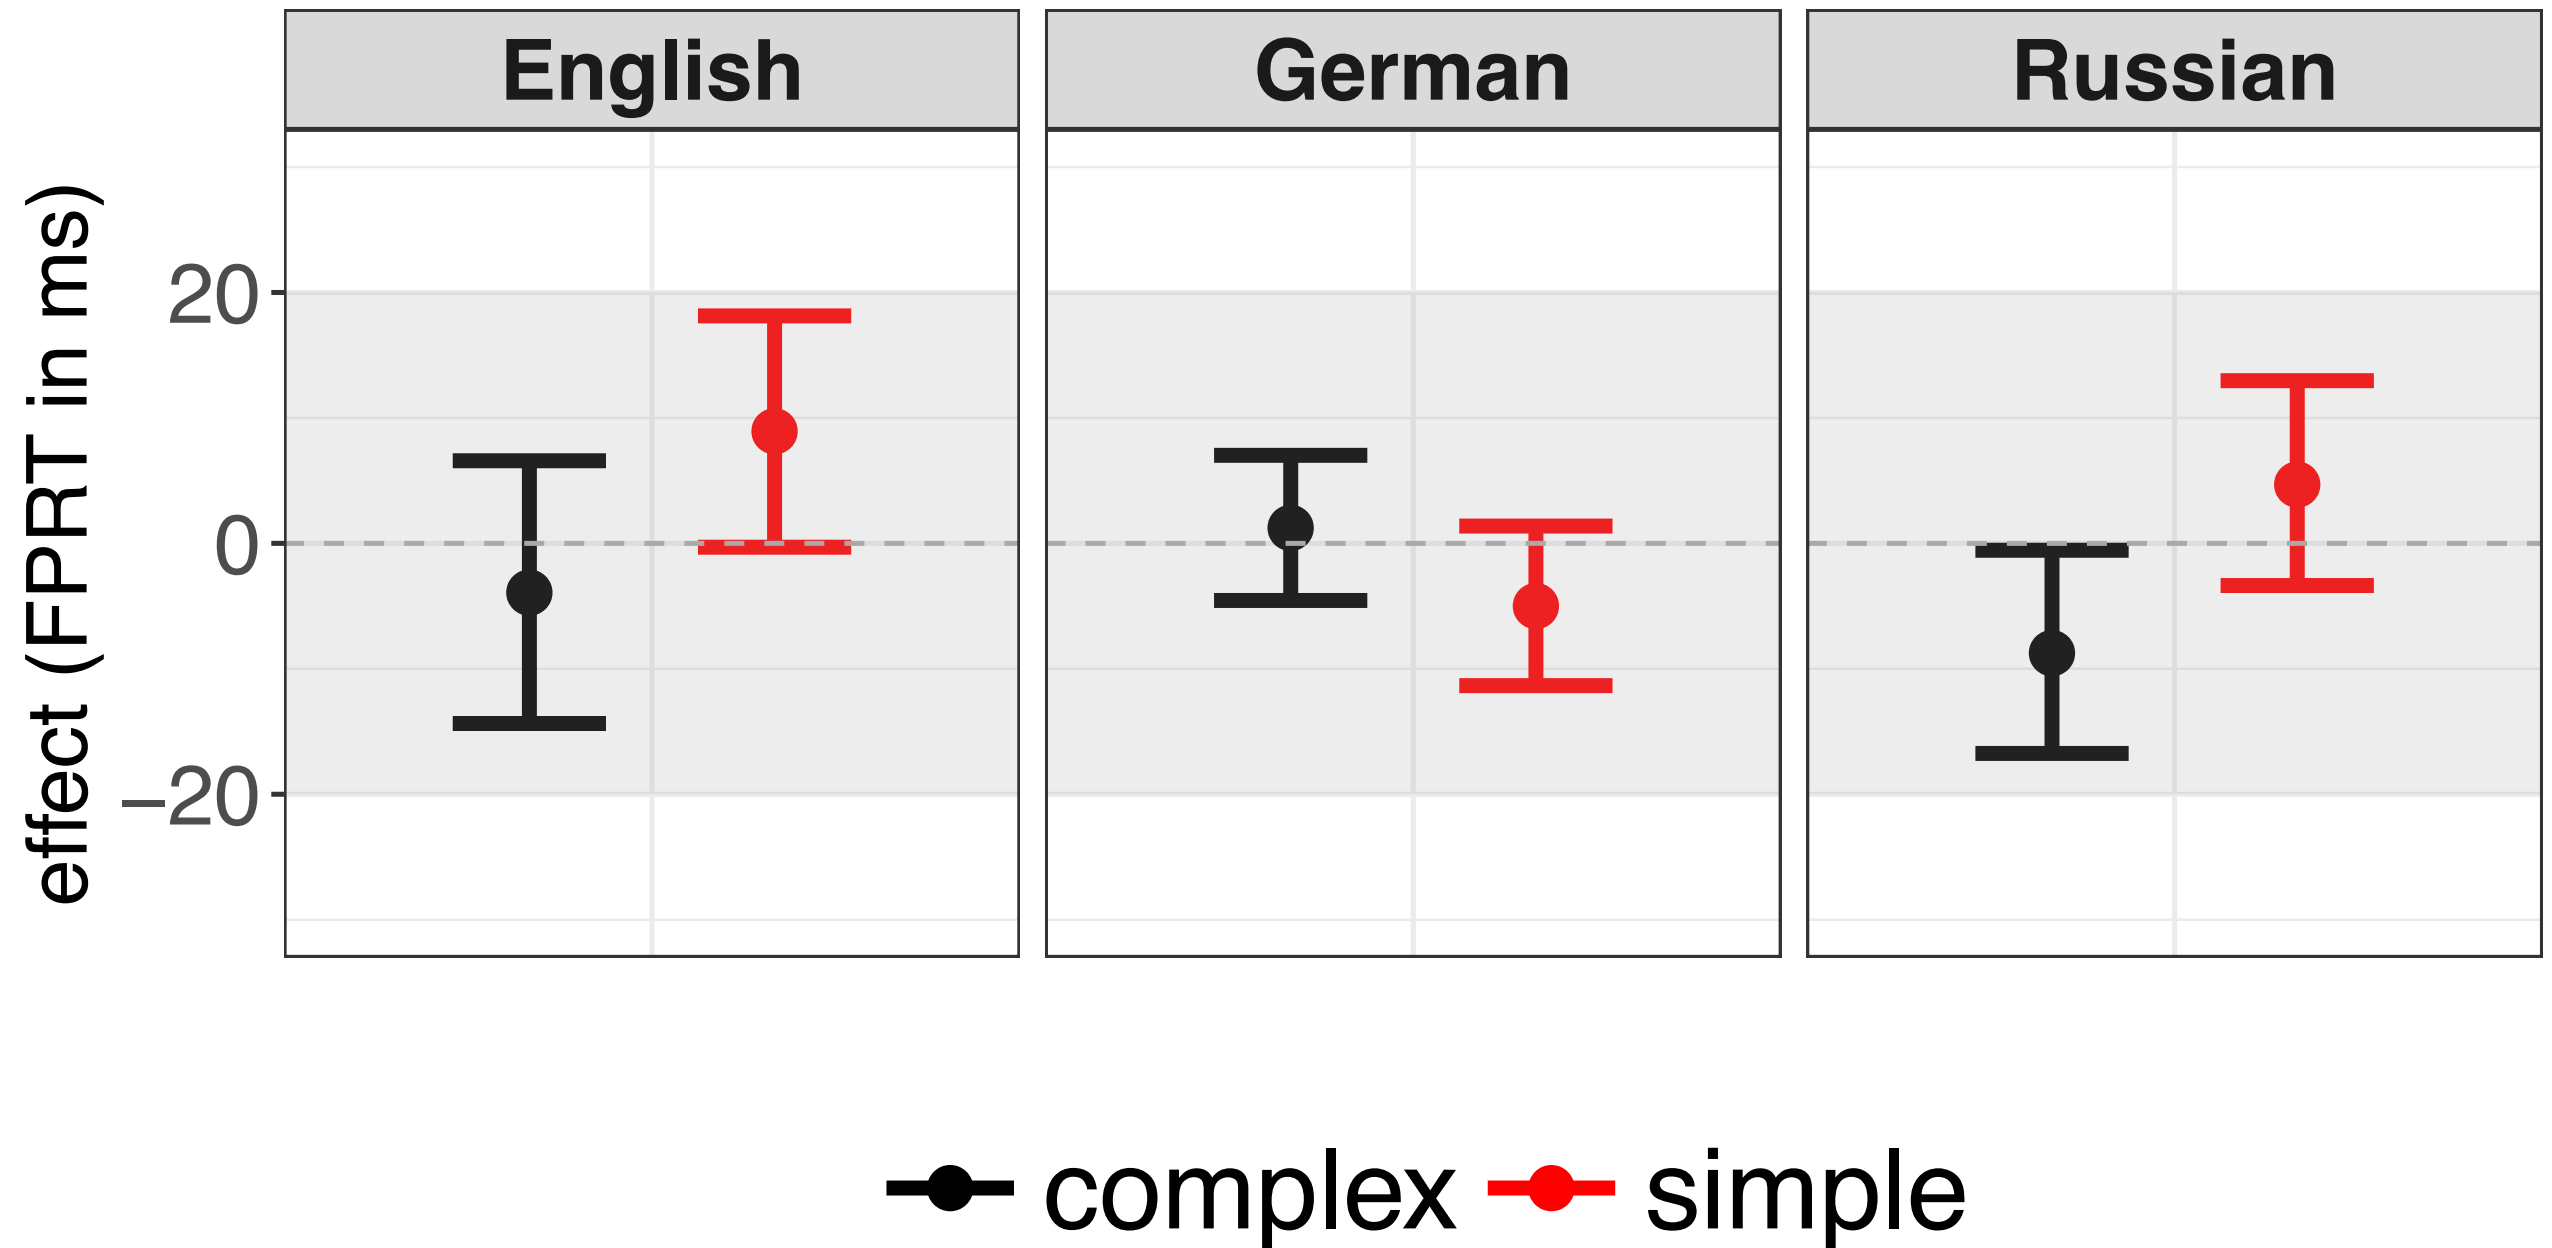 English
German
Russian
effect (FPRT in ms)
20
0
−20
complex
simple